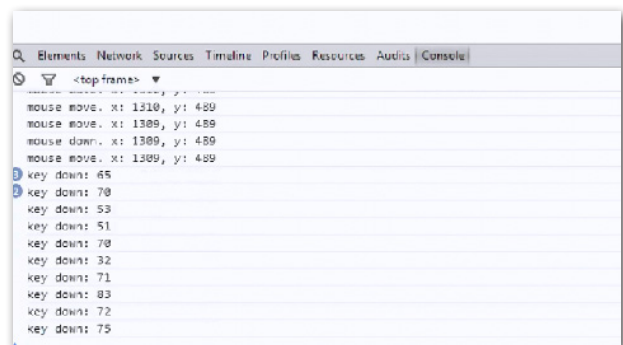 Elements Network Sources Timeline Profiles Resources Audits Console
<top frame> ▼
mouse move. x: 1310, y: 489
mouse move. x: 1309, y: 489
mouse down. x: 1309, y: 489
mouse move. x: 1309, y: 489
3 key down: 65
2 key down: 70
key down: 53
key down: 51
key down: 70
key down: 32
key down: 71
key down: 83
key down: 72
key down: 75